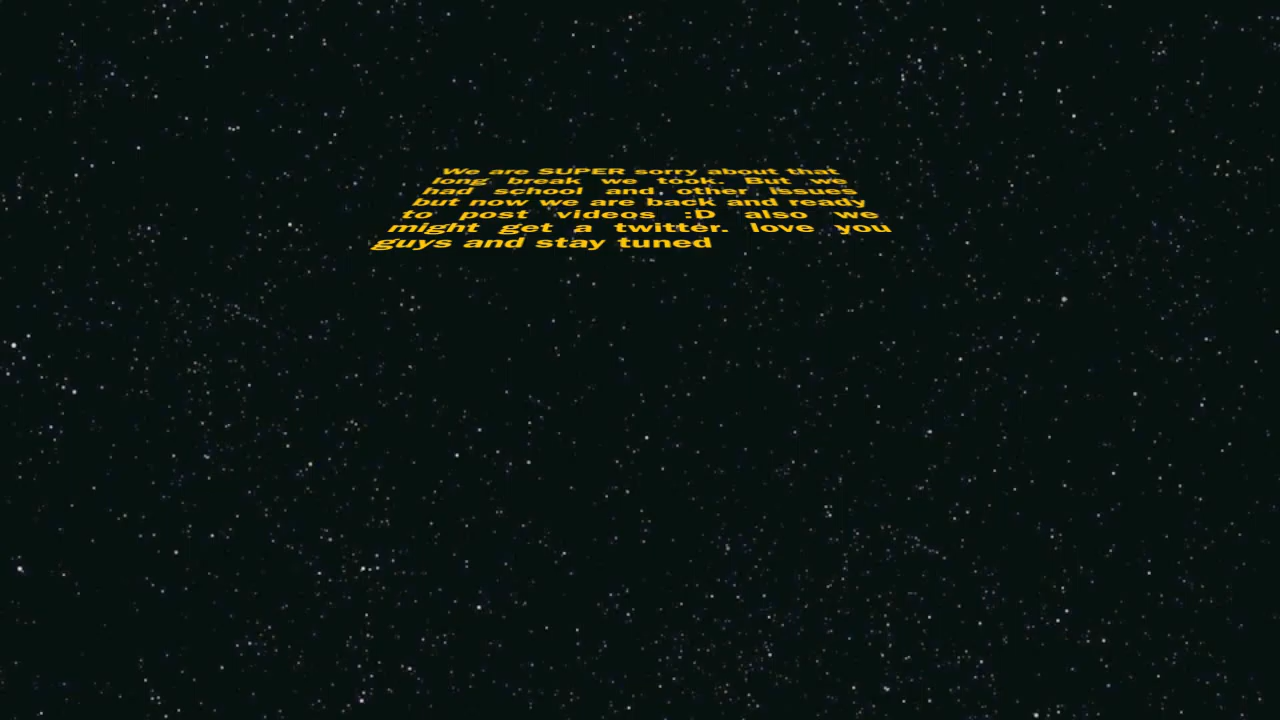 We are SUPER sorry about that
long break we took. But we
had school and other issues
but now we are back and ready
to post videos :D also we
might get a twitter. love you
guys and stay tuned